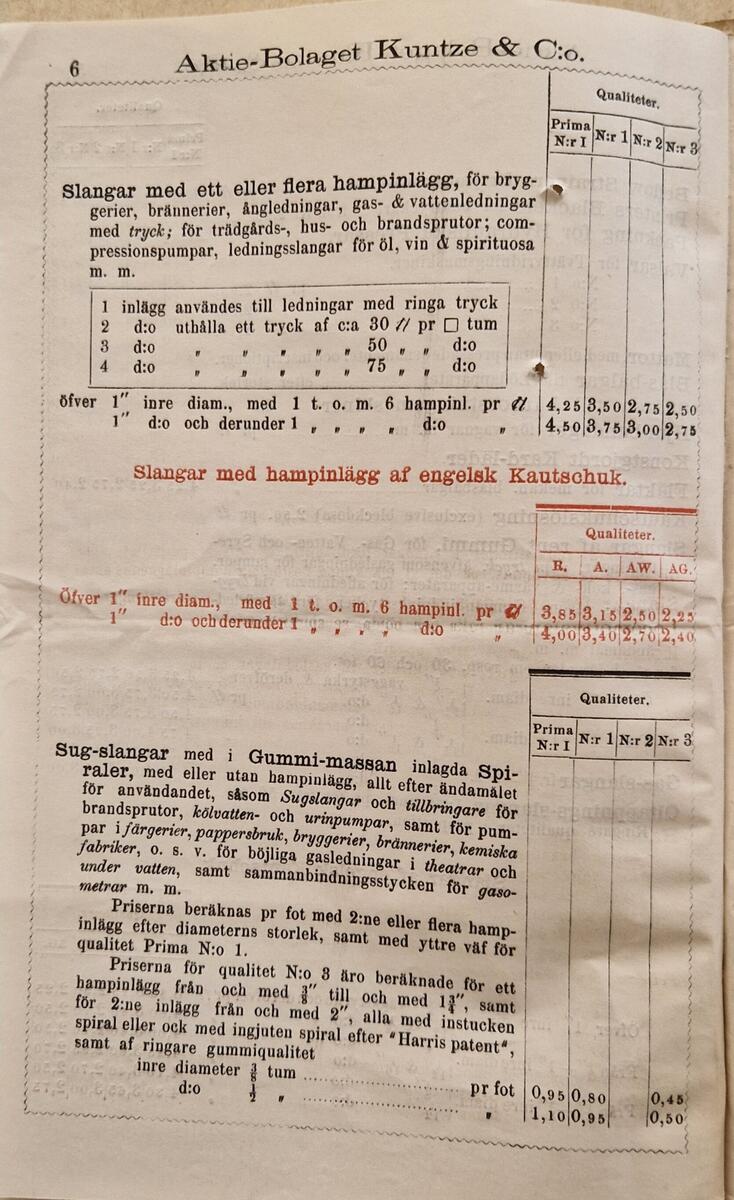 6 Aktie-Bolaget Kuntze & C:o.
Qualiteter.
Prima N:r I N:r 1 N:r 2 N:r 3
Slangar med ett eller flera hampinlägg, för bryg-
gerier, brännerier, ångledningar, gas- & vattenledningar
med tryck; för trädgårds-, hus- och brandsprutor; com-
pressionspumpar, ledningsslangar för öl, vin & spirituosa
m. m.
1 inlägg användes till ledningar med ringa tryck
2 d:o uthålla ett tryck af c:a 30 ℔ pr □ tum
3 d:o „ „ „ „ „ 50 „ „ d:o
4 d:o „ „ „ „ „ 75 „ „ d:o
öfver 1″ inre diam., med 1 t. o. m. 6 hampinl. pr ℔ 4,25 3,50 2,75 2,50
1″ d:o och derunder 1 „ „ „ „ d:o „ 4,50 3,75 3,00 2,75
Slangar med hampinlägg af engelsk Kautschuk.
Qualiteter.
R. A. AW. AG.
Öfver 1″ inre diam., med 1 t. o. m. 6 hampinl. pr ℔ 3,85 3,15 2,50 2,25
1″ d:o och derunder 1 „ „ „ „ d:o „ 4,00 3,40 2,70 2,40
Qualiteter.
Prima N:r I N:r 1 N:r 2 N:r 3
Sug-slangar med i Gummi-massan inlagda Spi-
raler, med eller utan hampinlägg, allt efter ändamålet
för användandet, såsom Sugslangar och tillbringare för
brandsprutor, kölvatten- och urinpumpar, samt för pum-
par i färgerier, pappersbruk, bryggerier, brännerier, kemiska
fabriker, o. s. v. för böjliga gasledningar i theatrar och
under vatten, samt sammanbindningsstycken för gaso-
metrar m. m.
Priserna beräknas pr fot med 2:ne eller flera hamp-
inlägg efter diameterns storlek, samt med yttre väf för
qualitet Prima N:o 1.
Priserna för qualitet N:o 3 äro beräknade för ett
hampinlägg från och med ⅜″ till och med 1¾″, samt
för 2:ne inlägg från och med 2″, alla med instucken
spiral eller ock med ingjuten spiral efter "Harris patent",
samt af ringare gummiqualitet
inre diameter ⅜ tum ........................ pr fot 0,95 0,80 0,45
d:o ½ „ ........................ „ 1,10 0,95 0,50